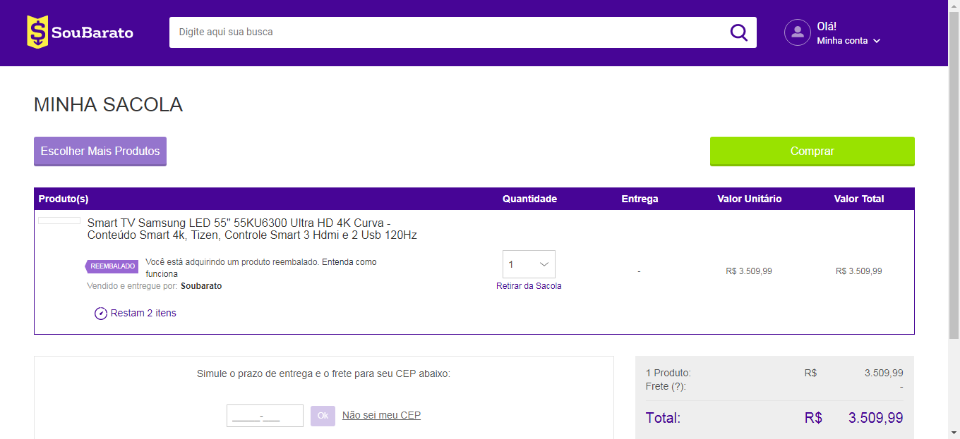 SouBarato
Digite aqui sua busca
Olá!
Minha conta
MINHA SACOLA
Escolher Mais Produtos
Comprar
Produto(s) Quantidade Entrega Valor Unitário Valor Total
Smart TV Samsung LED 55" 55KU6300 Ultra HD 4K Curva -
Conteúdo Smart 4k, Tizen, Controle Smart 3 Hdmi e 2 Usb 120Hz
REEMBALADO Você está adquirindo um produto reembalado. Entenda como
funciona
1
- R$ 3.509,99 R$ 3.509,99
Vendido e entregue por: Soubarato
Retirar da Sacola
Restam 2 itens
Simule o prazo de entrega e o frete para seu CEP abaixo:
_____-___ Ok Não sei meu CEP
1 Produto: R$ 3.509,99
Frete (?): -
Total: R$ 3.509,99